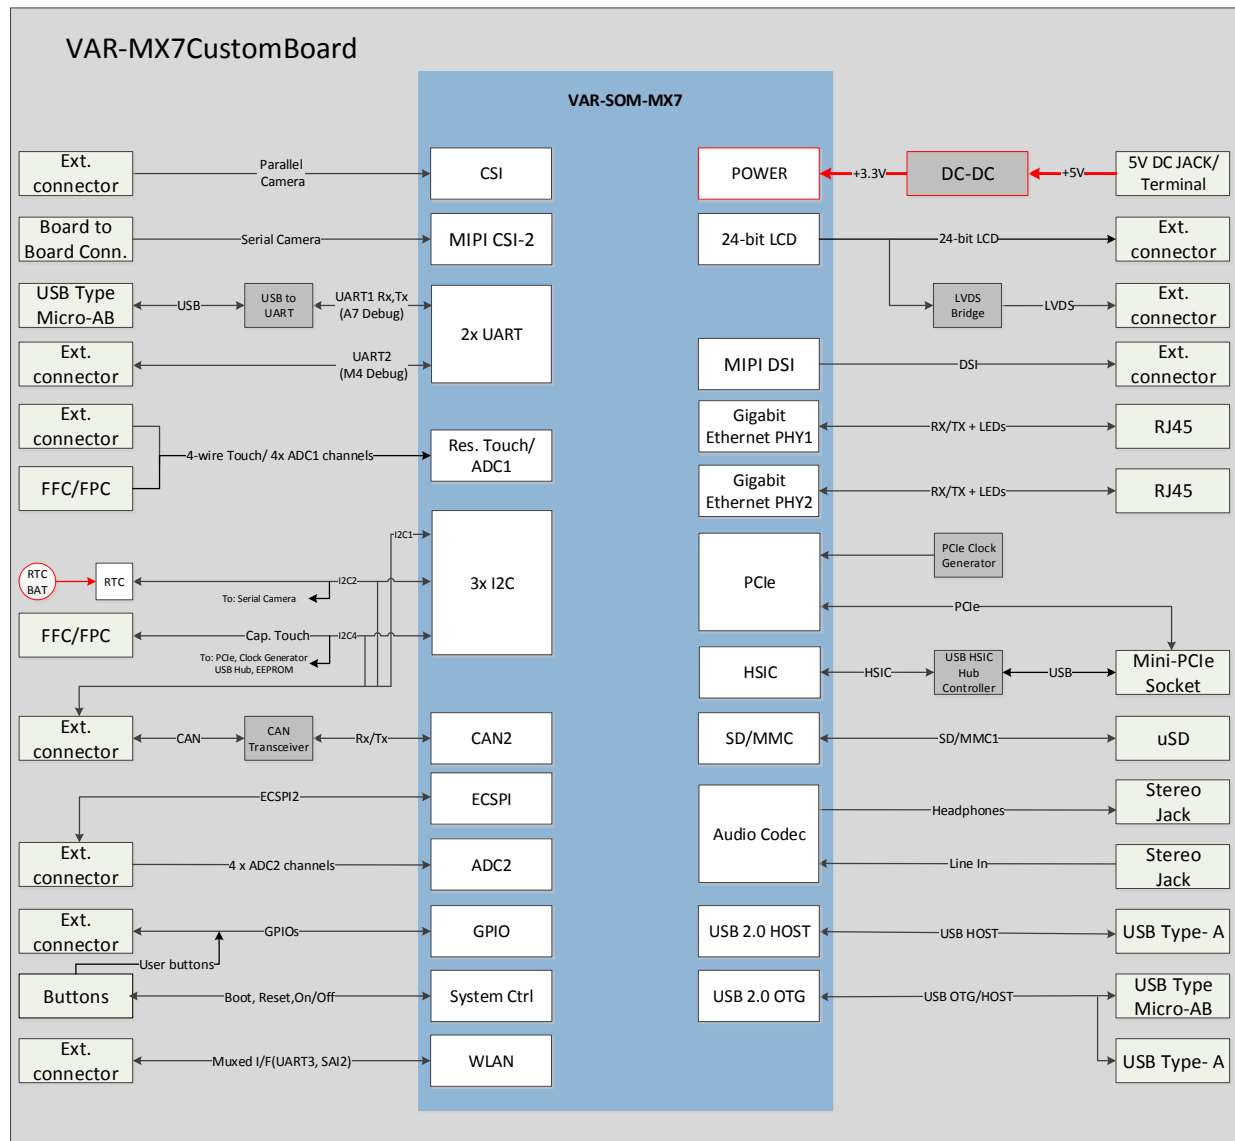 VAR-MX7CustomBoard
VAR-SOM-MX7
Ext.
connector
Parallel
Camera
CSI
Board to
Board Conn.
Serial Camera
MIPI CSI-2
USB Type
Micro-AB
USB
USB to
UART
UART1 Rx,Tx
(A7 Debug)
2x UART
Ext.
connector
UART2
(M4 Debug)
Ext.
connector
FFC/FPC
4-wire Touch/ 4x ADC1 channels
Res. Touch/
ADC1
I2C1
RTC
BAT
RTC
I2C2
To: Serial Camera
3x I2C
FFC/FPC
Cap. Touch
I2C4
To: PCIe, Clock Generator
USB Hub, EEPROM
Ext.
connector
CAN
CAN
Transceiver
Rx/Tx
CAN2
ECSPI2
ECSPI
Ext.
connector
4 x ADC2 channels
ADC2
Ext.
connector
GPIOs
GPIO
User buttons
Buttons
Boot, Reset,On/Off
System Ctrl
Ext.
connector
Muxed I/F(UART3, SAI2)
WLAN
POWER
+3.3V
DC-DC
+5V
5V DC JACK/
Terminal
24-bit LCD
24-bit LCD
Ext.
connector
LVDS
Bridge
LVDS
Ext.
connector
MIPI DSI
DSI
Ext.
connector
Gigabit
Ethernet PHY1
RX/TX + LEDs
RJ45
Gigabit
Ethernet PHY2
RX/TX + LEDs
RJ45
PCIe
PCIe Clock
Generator
PCIe
HSIC
HSIC
USB HSIC
Hub
Controller
USB
Mini-PCIe
Socket
SD/MMC
SD/MMC1
uSD
Audio Codec
Headphones
Stereo
Jack
Line In
Stereo
Jack
USB 2.0 HOST
USB HOST
USB Type- A
USB 2.0 OTG
USB OTG/HOST
USB Type
Micro-AB
USB Type- A